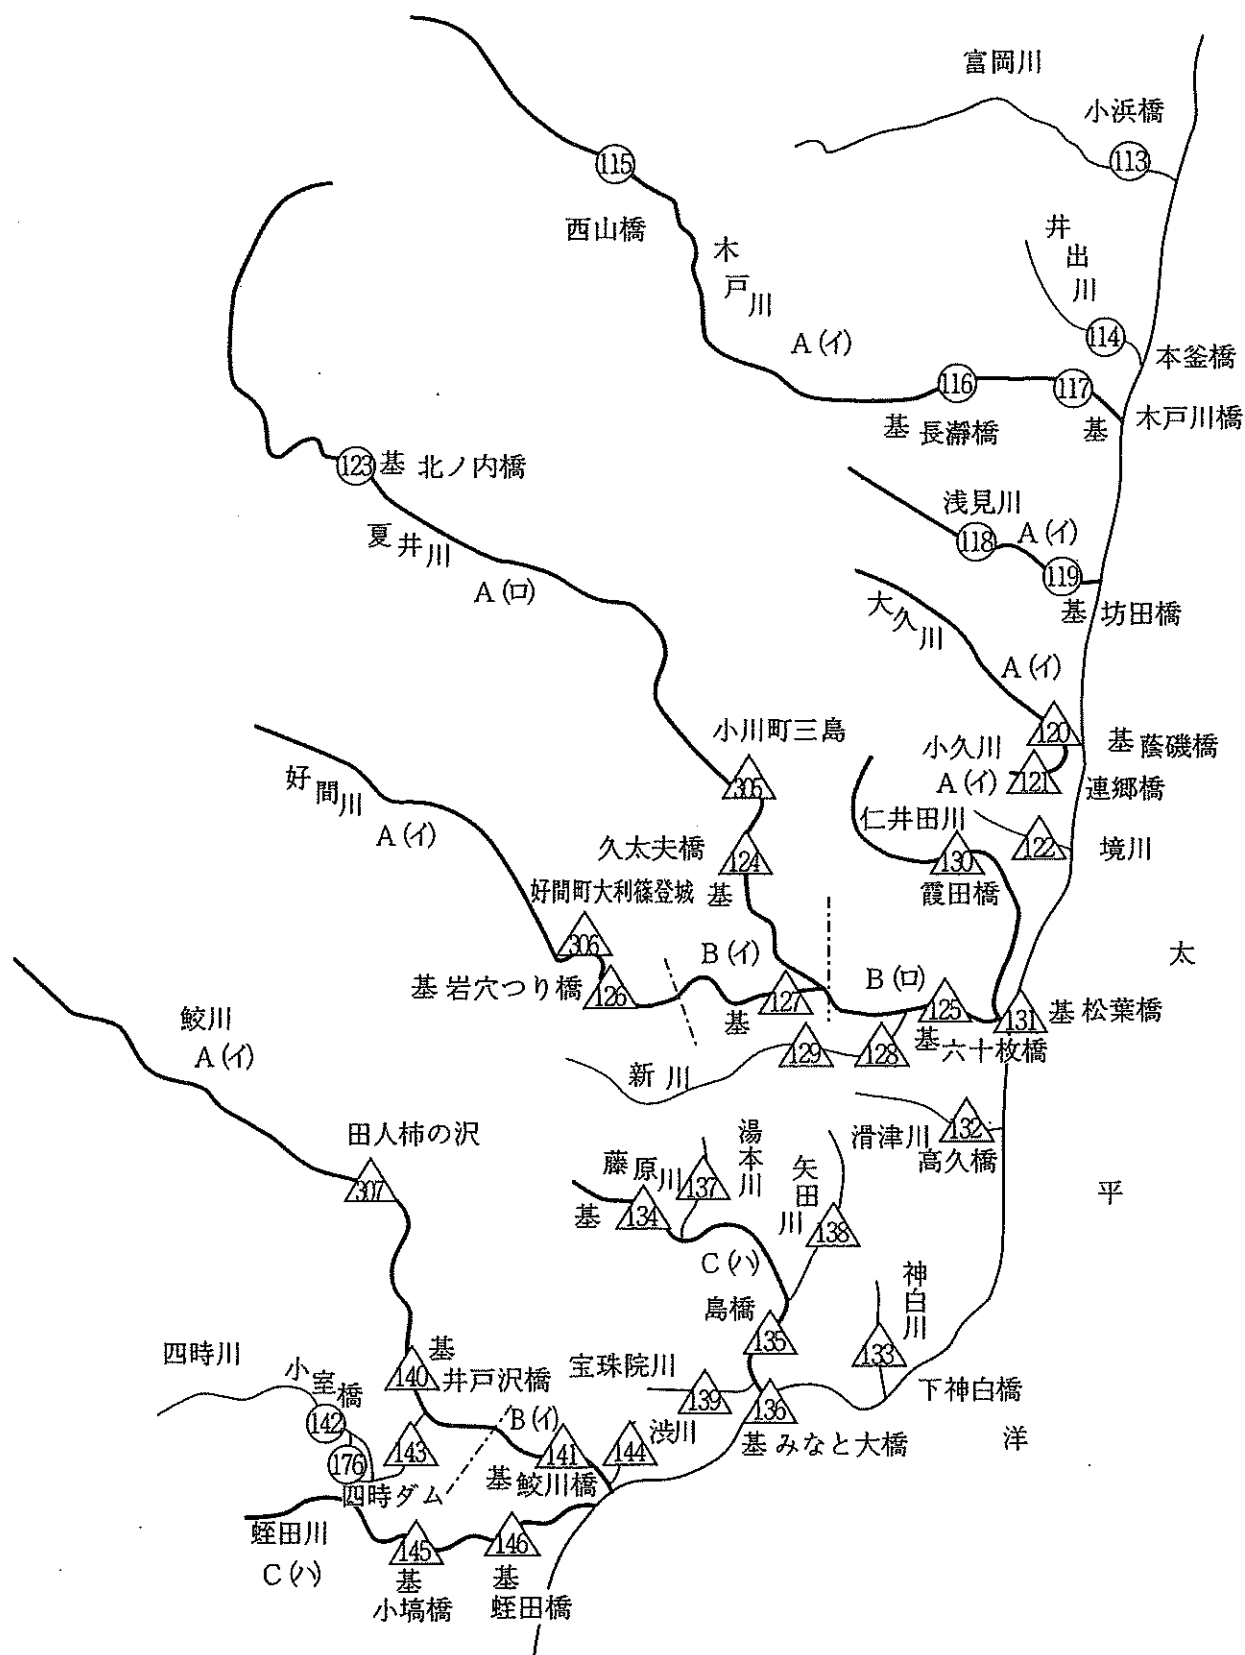 富岡川
小浜橋
113
115
西山橋
木戸川
A(イ)
井出川
114
本釜橋
116
117
基 長瀞橋
基 木戸川橋
123
基 北ノ内橋
夏井川
A(ロ)
浅見川
118
A(イ)
119
基 坊田橋
大久川
A(イ)
120
基 蔭磯橋
小久川
A(イ)
121
連郷橋
小川町三島
305
好間川
A(イ)
久太夫橋
124
基
仁井田川
130
霞田橋
122
境川
好間町大利篠登城
306
基 岩穴つり橋
126
B(イ)
127
基
B(ロ)
125
基 六十枚橋
131
基 松葉橋
太
平
洋
新川
129
128
鮫川
A(イ)
滑津川
132
高久橋
田人柿の沢
307
藤原川
基
134
湯本川
137
矢田川
138
C(ハ)
島橋
135
神白川
133
下神白橋
宝珠院川
139
136
基 みなと大橋
四時川
小室橋
142
176
143
四時ダム
140
基
井戸沢橋
B(イ)
141
基 鮫川橋
144
渋川
蛭田川
C(ハ)
145
基
小塙橋
146
基
蛭田橋